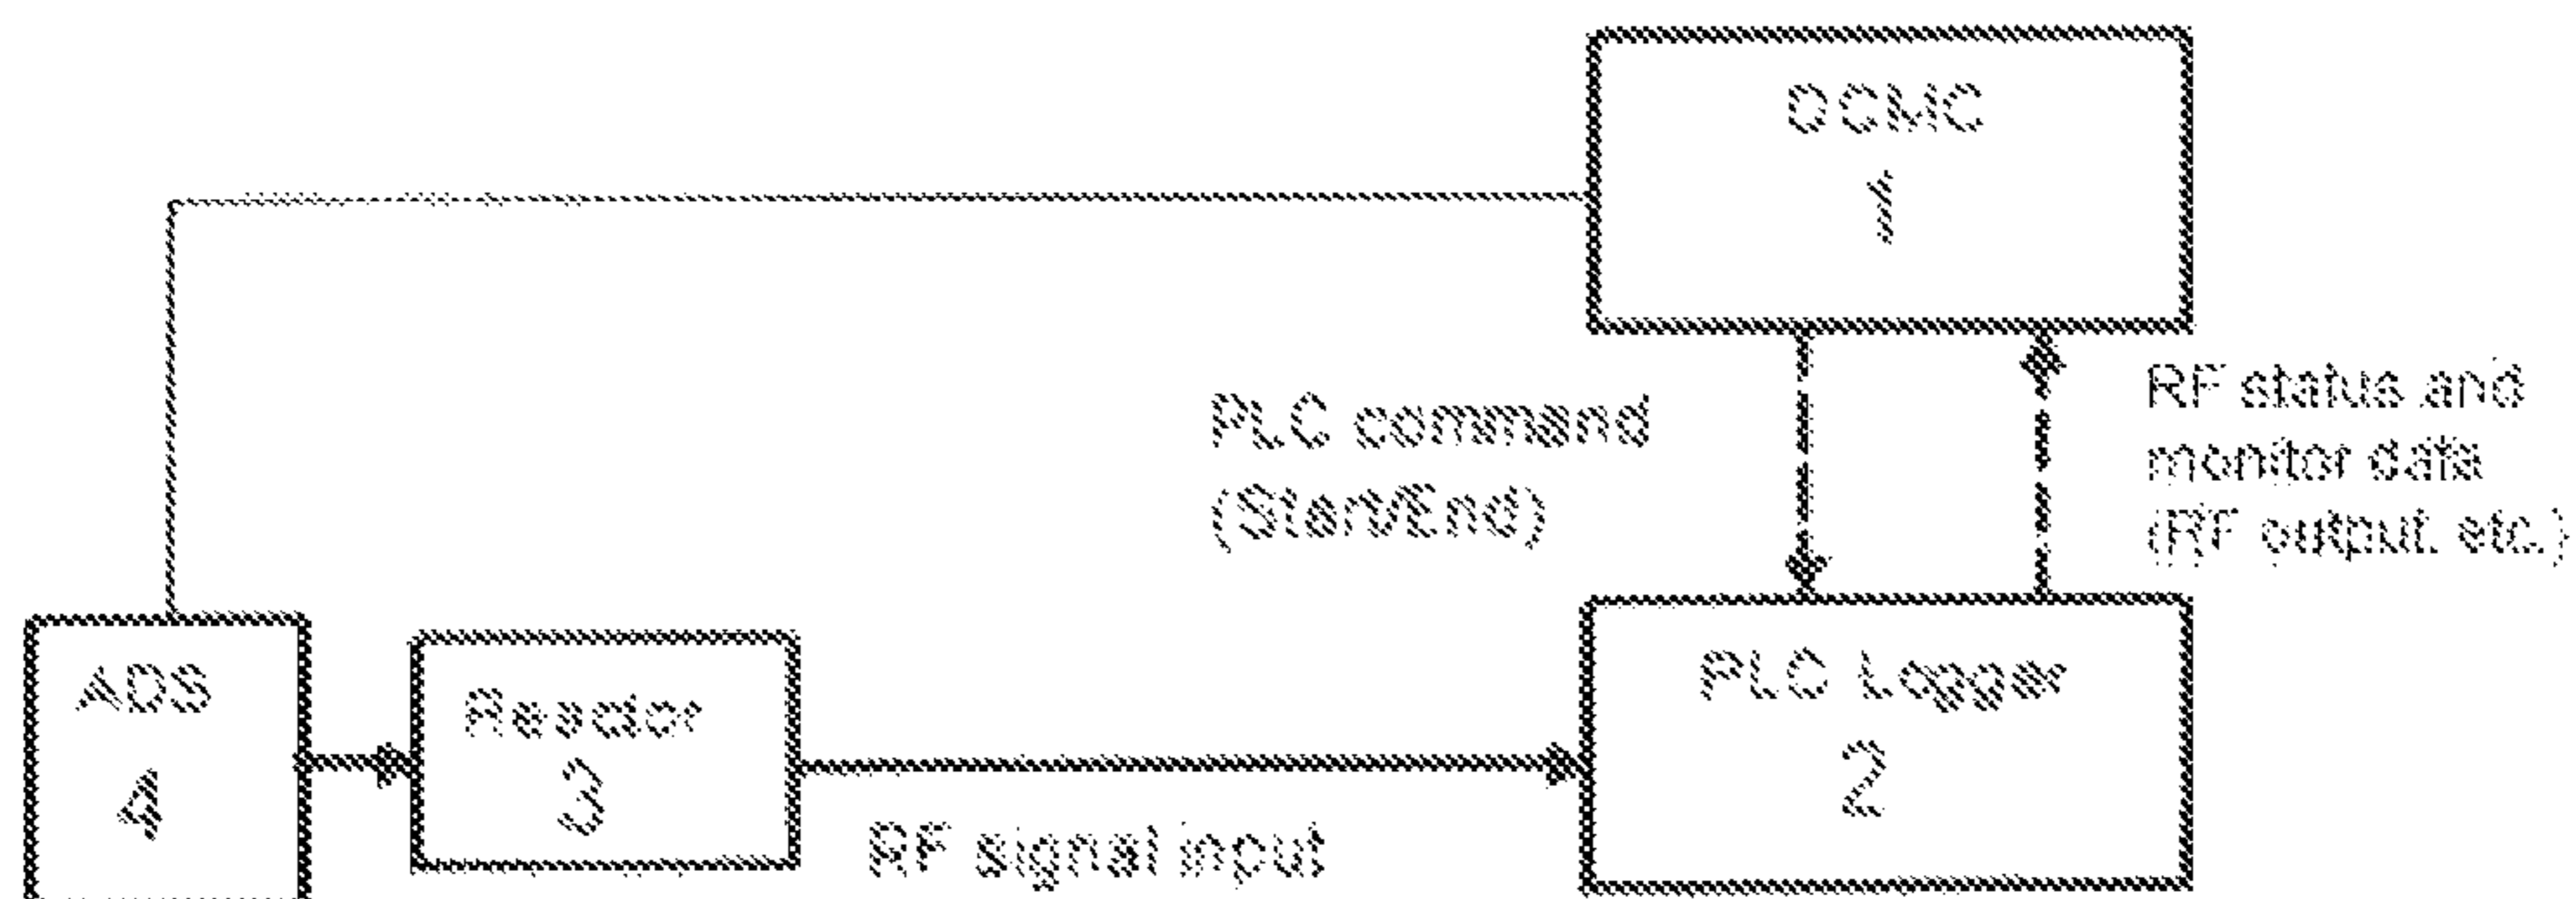 DCMC
1
PLC command
(Start/End)
RF status and
monitor data
(RF output, etc.)
ADS
4
Reactor
3
RF signal input
PLC Logger
2